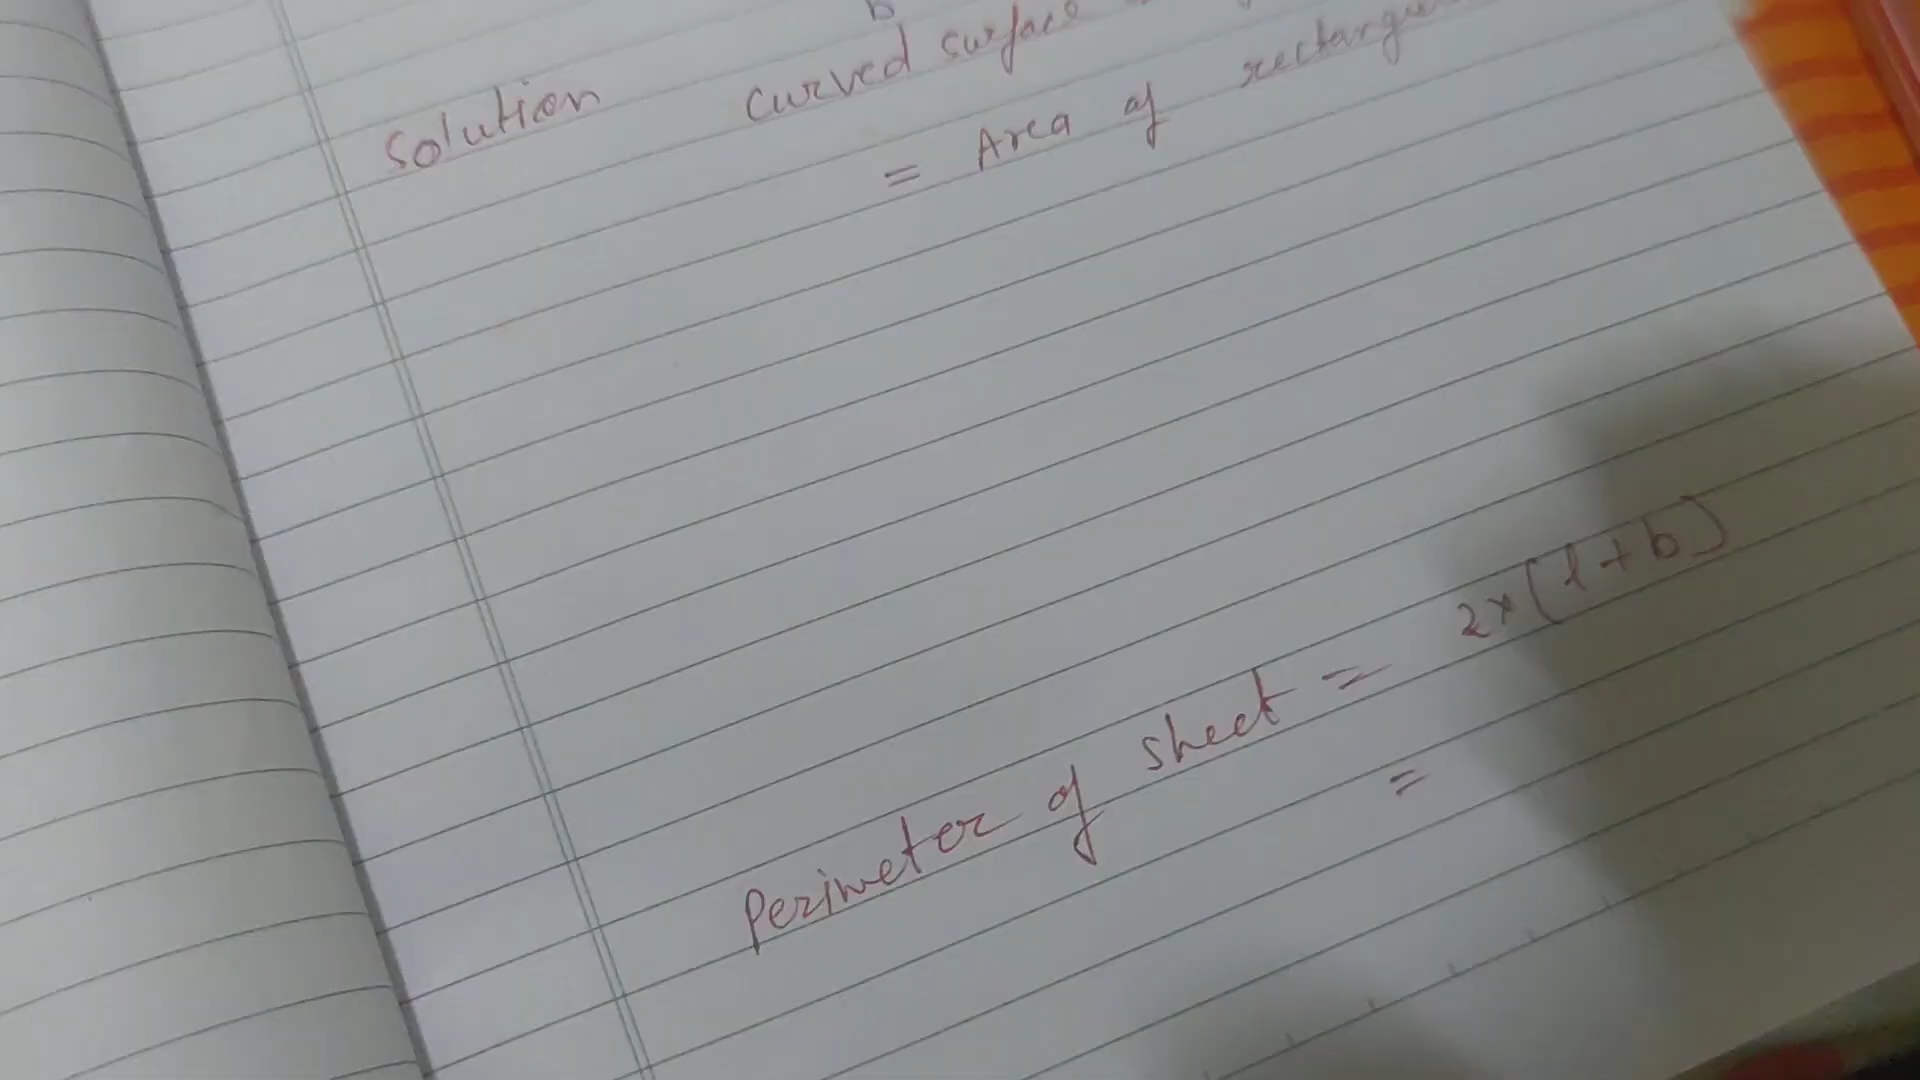 b
Solution Curved surface
= Area of
Perimeter of sheet = 2×(l+b)
=